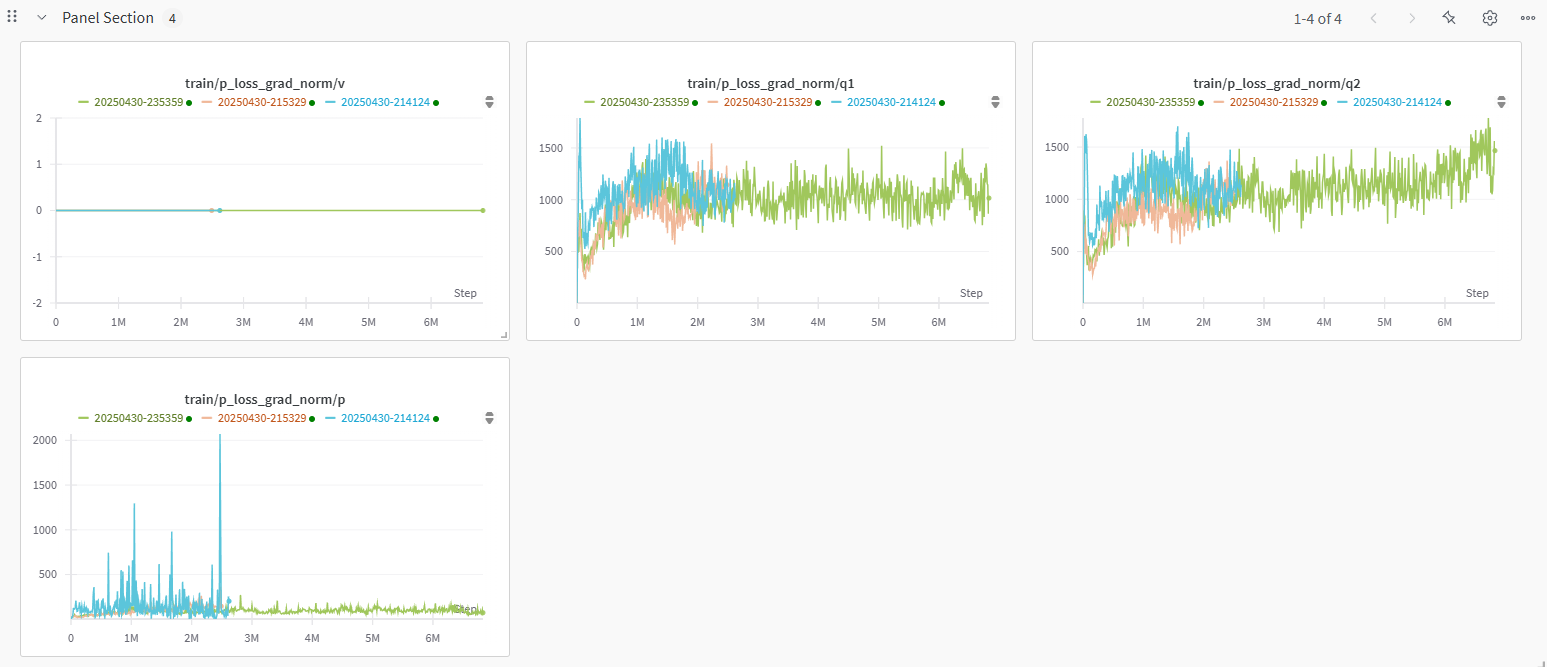 Panel Section 4
1-4 of 4
train/p_loss_grad_norm/v
20250430-235359 20250430-215329 20250430-214124
2
1
0
-1
-2
Step
0 1M 2M 3M 4M 5M 6M
train/p_loss_grad_norm/q1
20250430-235359 20250430-215329 20250430-214124
1500
1000
500
Step
0 1M 2M 3M 4M 5M 6M
train/p_loss_grad_norm/q2
20250430-235359 20250430-215329 20250430-214124
1500
1000
500
Step
0 1M 2M 3M 4M 5M 6M
train/p_loss_grad_norm/p
20250430-235359 20250430-215329 20250430-214124
2000
1500
1000
500
Step
0 1M 2M 3M 4M 5M 6M